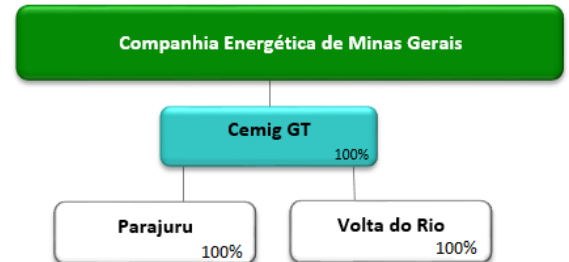 Companhia Energética de Minas Gerais
Cemig GT
100%
Parajuru
100%
Volta do Rio
100%